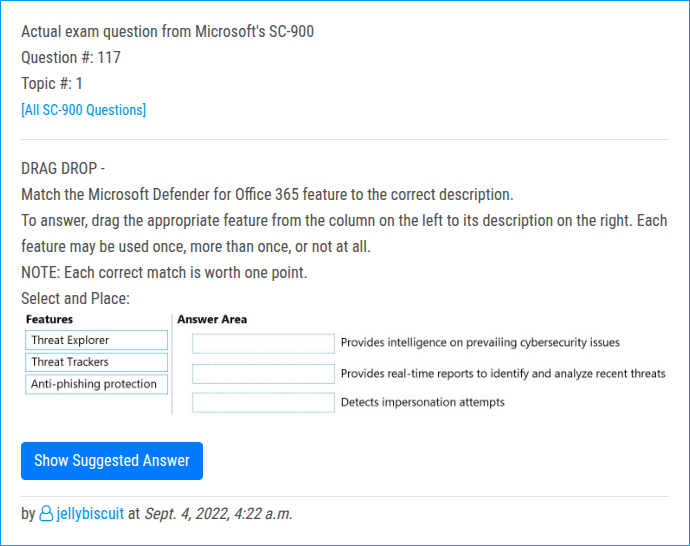 Actual exam question from Microsoft's SC-900
Question #: 117
Topic #: 1
[All SC-900 Questions]
DRAG DROP -
Match the Microsoft Defender for Office 365 feature to the correct description.
To answer, drag the appropriate feature from the column on the left to its description on the right. Each
feature may be used once, more than once, or not at all.
NOTE: Each correct match is worth one point.
Select and Place:
Features
Threat Explorer
Threat Trackers
Anti-phishing protection
Answer Area
Provides intelligence on prevailing cybersecurity issues
Provides real-time reports to identify and analyze recent threats
Detects impersonation attempts
Show Suggested Answer
by jellybiscuit at Sept. 4, 2022, 4:22 a.m.